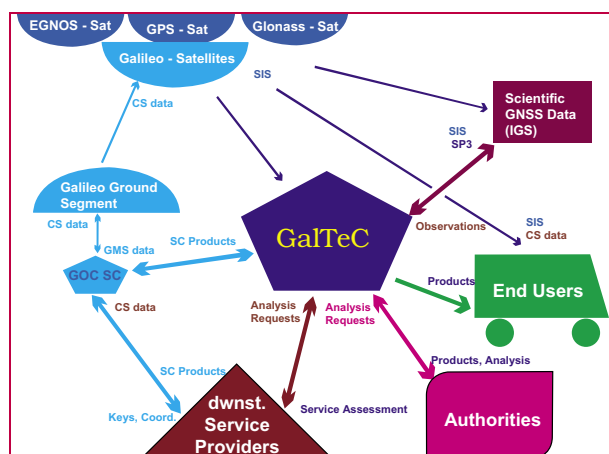 EGNOS - Sat
GPS - Sat
Glonass - Sat
Galileo - Satellites
SIS
CS data
Scientific
GNSS Data
(IGS)
SIS
SP3
Galileo Ground
Segment
CS data
GMS data
SC Products
GalTeC
Observations
SIS
CS data
GOC SC
CS data
Products
End Users
Analysis
Requests
Analysis
Requests
SC Products
Products, Analysis
Keys, Coord.
dwnst.
Service
Providers
Service Assessment
Authorities